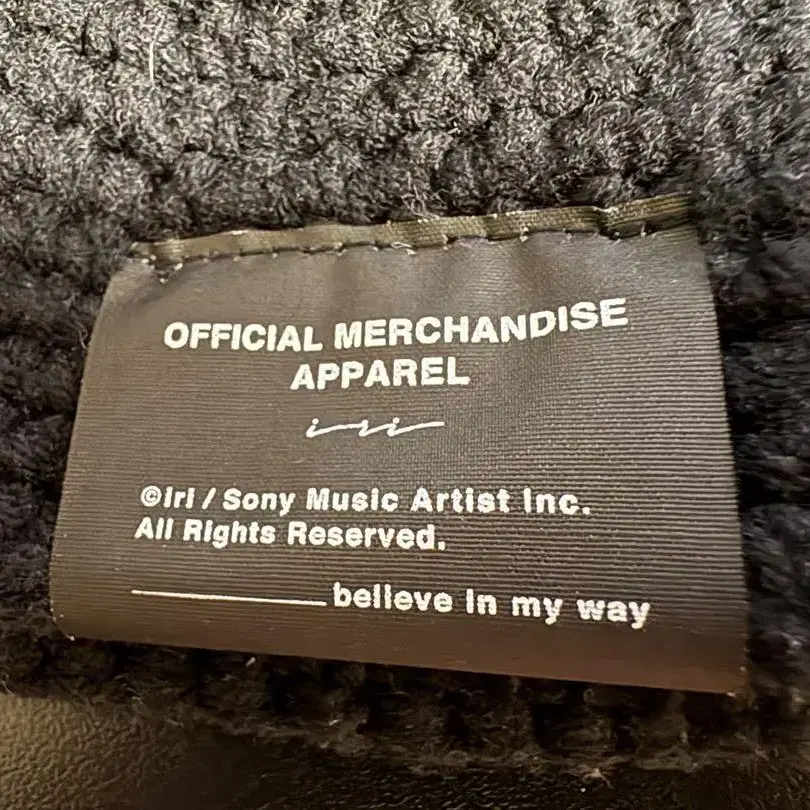 OFFICIAL MERCHANDISE
APPAREL
iri
©iri / Sony Music Artist Inc.
All Rights Reserved.
believe in my way